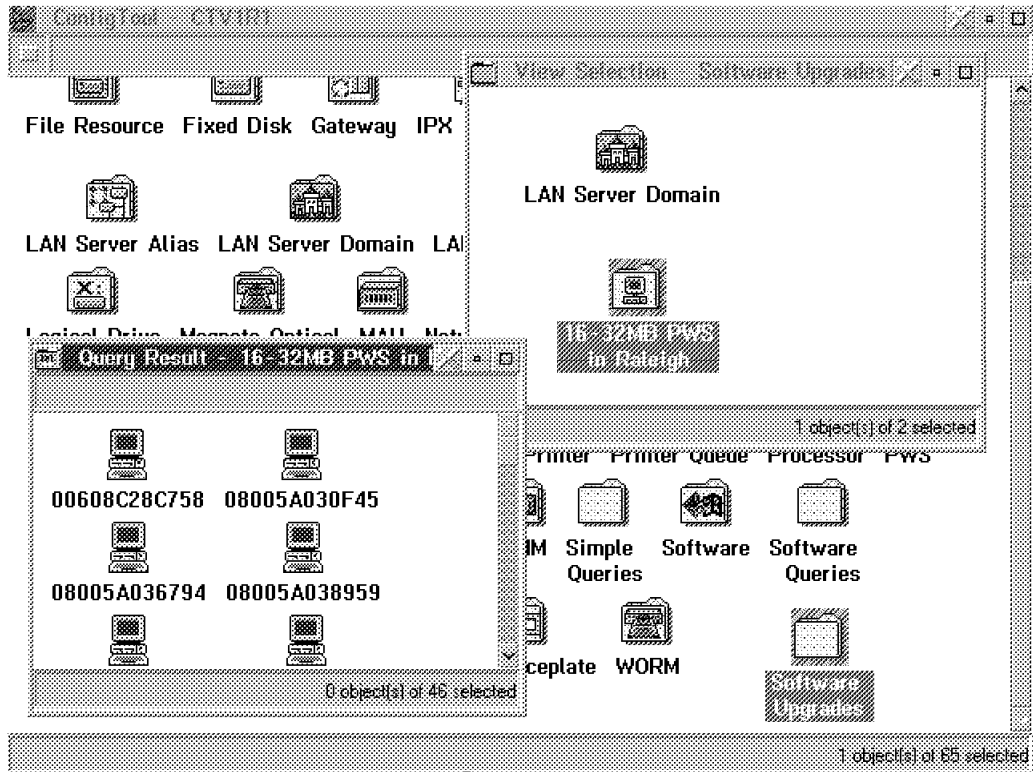 ConfigTool - CTV1R1
View Selection - Software Upgrades
File Resource Fixed Disk Gateway IPX
LAN Server Domain
LAN Server Alias LAN Server Domain LAN
16-32MB PWS
in Raleigh
Logical Drive Magneto Optical MAU Netw
Query Result - 16-32MB PWS in
1 object(s) of 2 selected
Printer Printer Queue Processor PWS
00608C28C758 08005A030F45
Simple Software Software
Queries Queries
08005A036794 08005A038959
ceplate WORM
Software
Upgrades
0 object(s) of 46 selected
1 object(s) of 65 selected